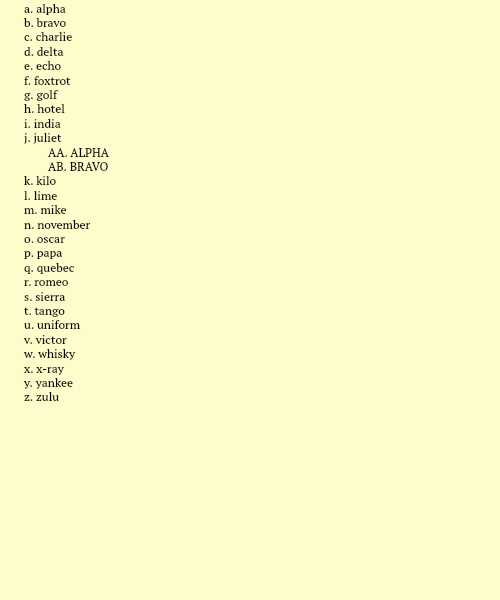 a. alpha
b. bravo
c. charlie
d. delta
e. echo
f. foxtrot
g. golf
h. hotel
i. india
j. juliet
AA. ALPHA
AB. BRAVO
k. kilo
l. lime
m. mike
n. november
o. oscar
p. papa
q. quebec
r. romeo
s. sierra
t. tango
u. uniform
v. victor
w. whisky
x. x-ray
y. yankee
z. zulu